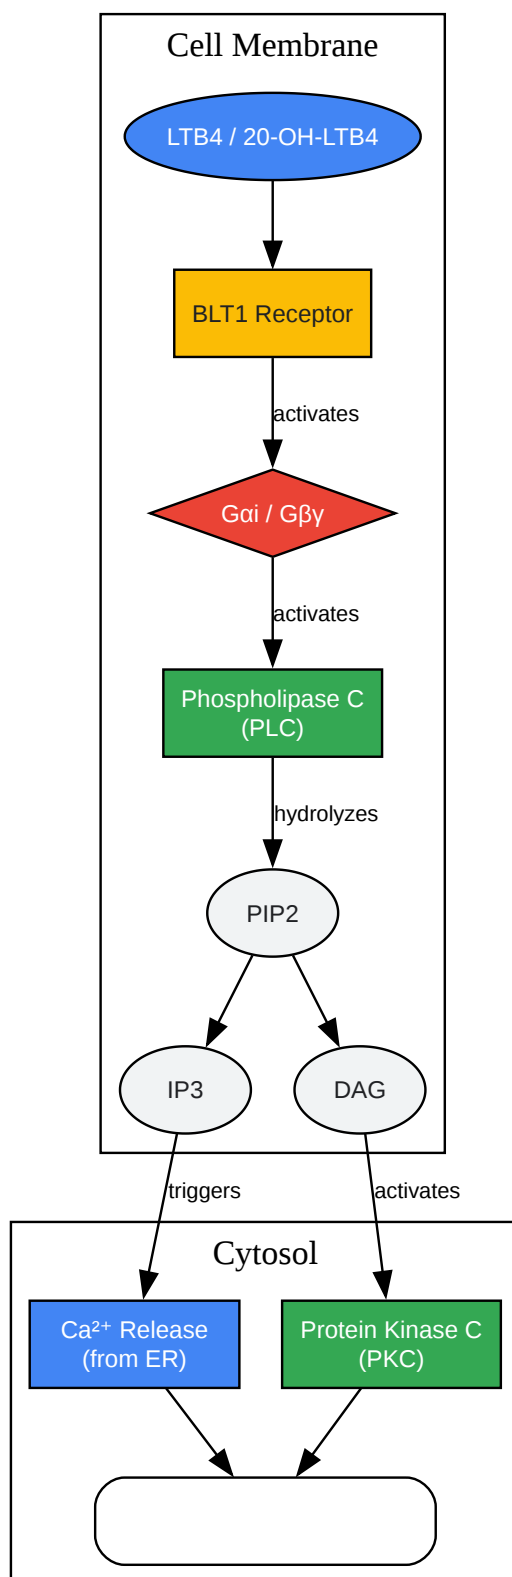 Cell Membrane
LTB4 / 20-OH-LTB4
BLT1 Receptor
activates
Gαi / Gβγ
activates
Phospholipase C
(PLC)
hydrolyzes
PIP2
IP3
DAG
triggers
activates
Cytosol
Ca²⁺ Release
(from ER)
Protein Kinase C
(PKC)